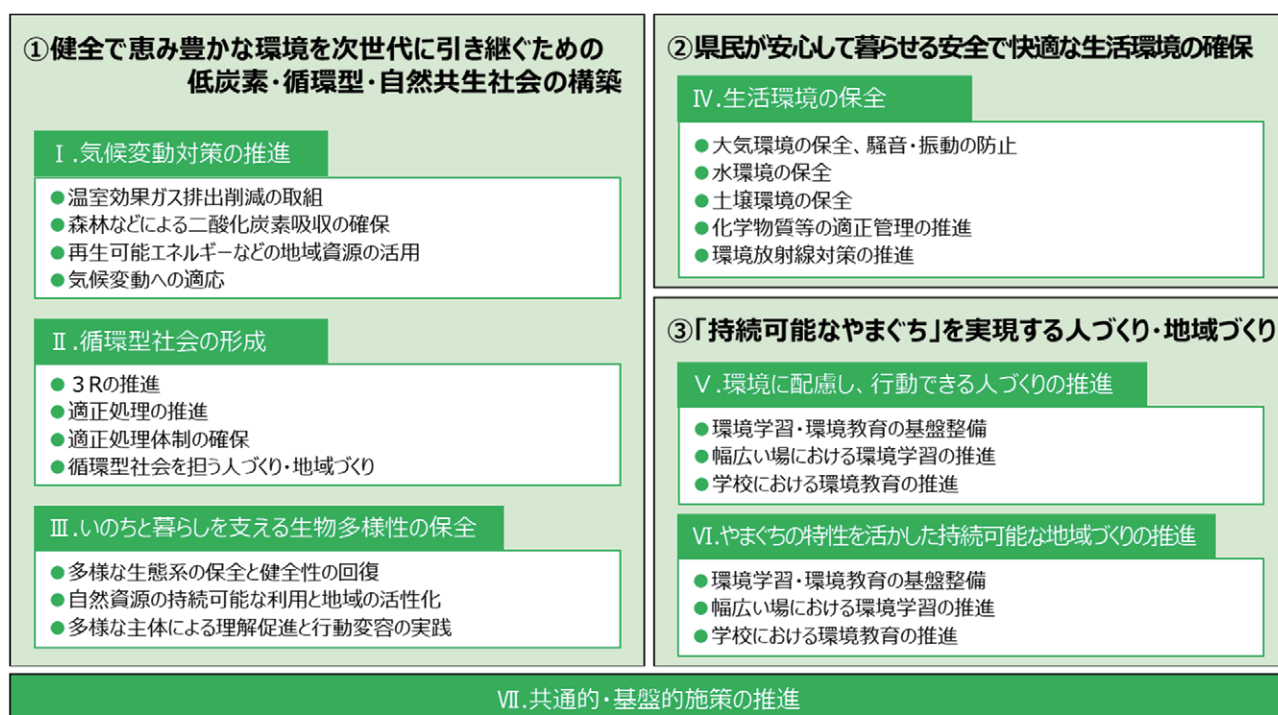 ①健全で恵み豊かな環境を次世代に引き継ぐための
低炭素・循環型・自然共生社会の構築
Ⅰ.気候変動対策の推進
●温室効果ガス排出削減の取組
●森林などによる二酸化炭素吸収の確保
●再生可能エネルギーなどの地域資源の活用
●気候変動への適応
Ⅱ.循環型社会の形成
●３Rの推進
●適正処理の推進
●適正処理体制の確保
●循環型社会を担う人づくり・地域づくり
Ⅲ.いのちと暮らしを支える生物多様性の保全
●多様な生態系の保全と健全性の回復
●自然資源の持続可能な利用と地域の活性化
●多様な主体による理解促進と行動変容の実践
②県民が安心して暮らせる安全で快適な生活環境の確保
Ⅳ.生活環境の保全
●大気環境の保全、騒音・振動の防止
●水環境の保全
●土壌環境の保全
●化学物質等の適正管理の推進
●環境放射線対策の推進
③「持続可能なやまぐち」を実現する人づくり・地域づくり
Ⅴ.環境に配慮し、行動できる人づくりの推進
●環境学習・環境教育の基盤整備
●幅広い場における環境学習の推進
●学校における環境教育の推進
Ⅵ.やまぐちの特性を活かした持続可能な地域づくりの推進
●環境学習・環境教育の基盤整備
●幅広い場における環境学習の推進
●学校における環境教育の推進
Ⅶ.共通的・基盤的施策の推進